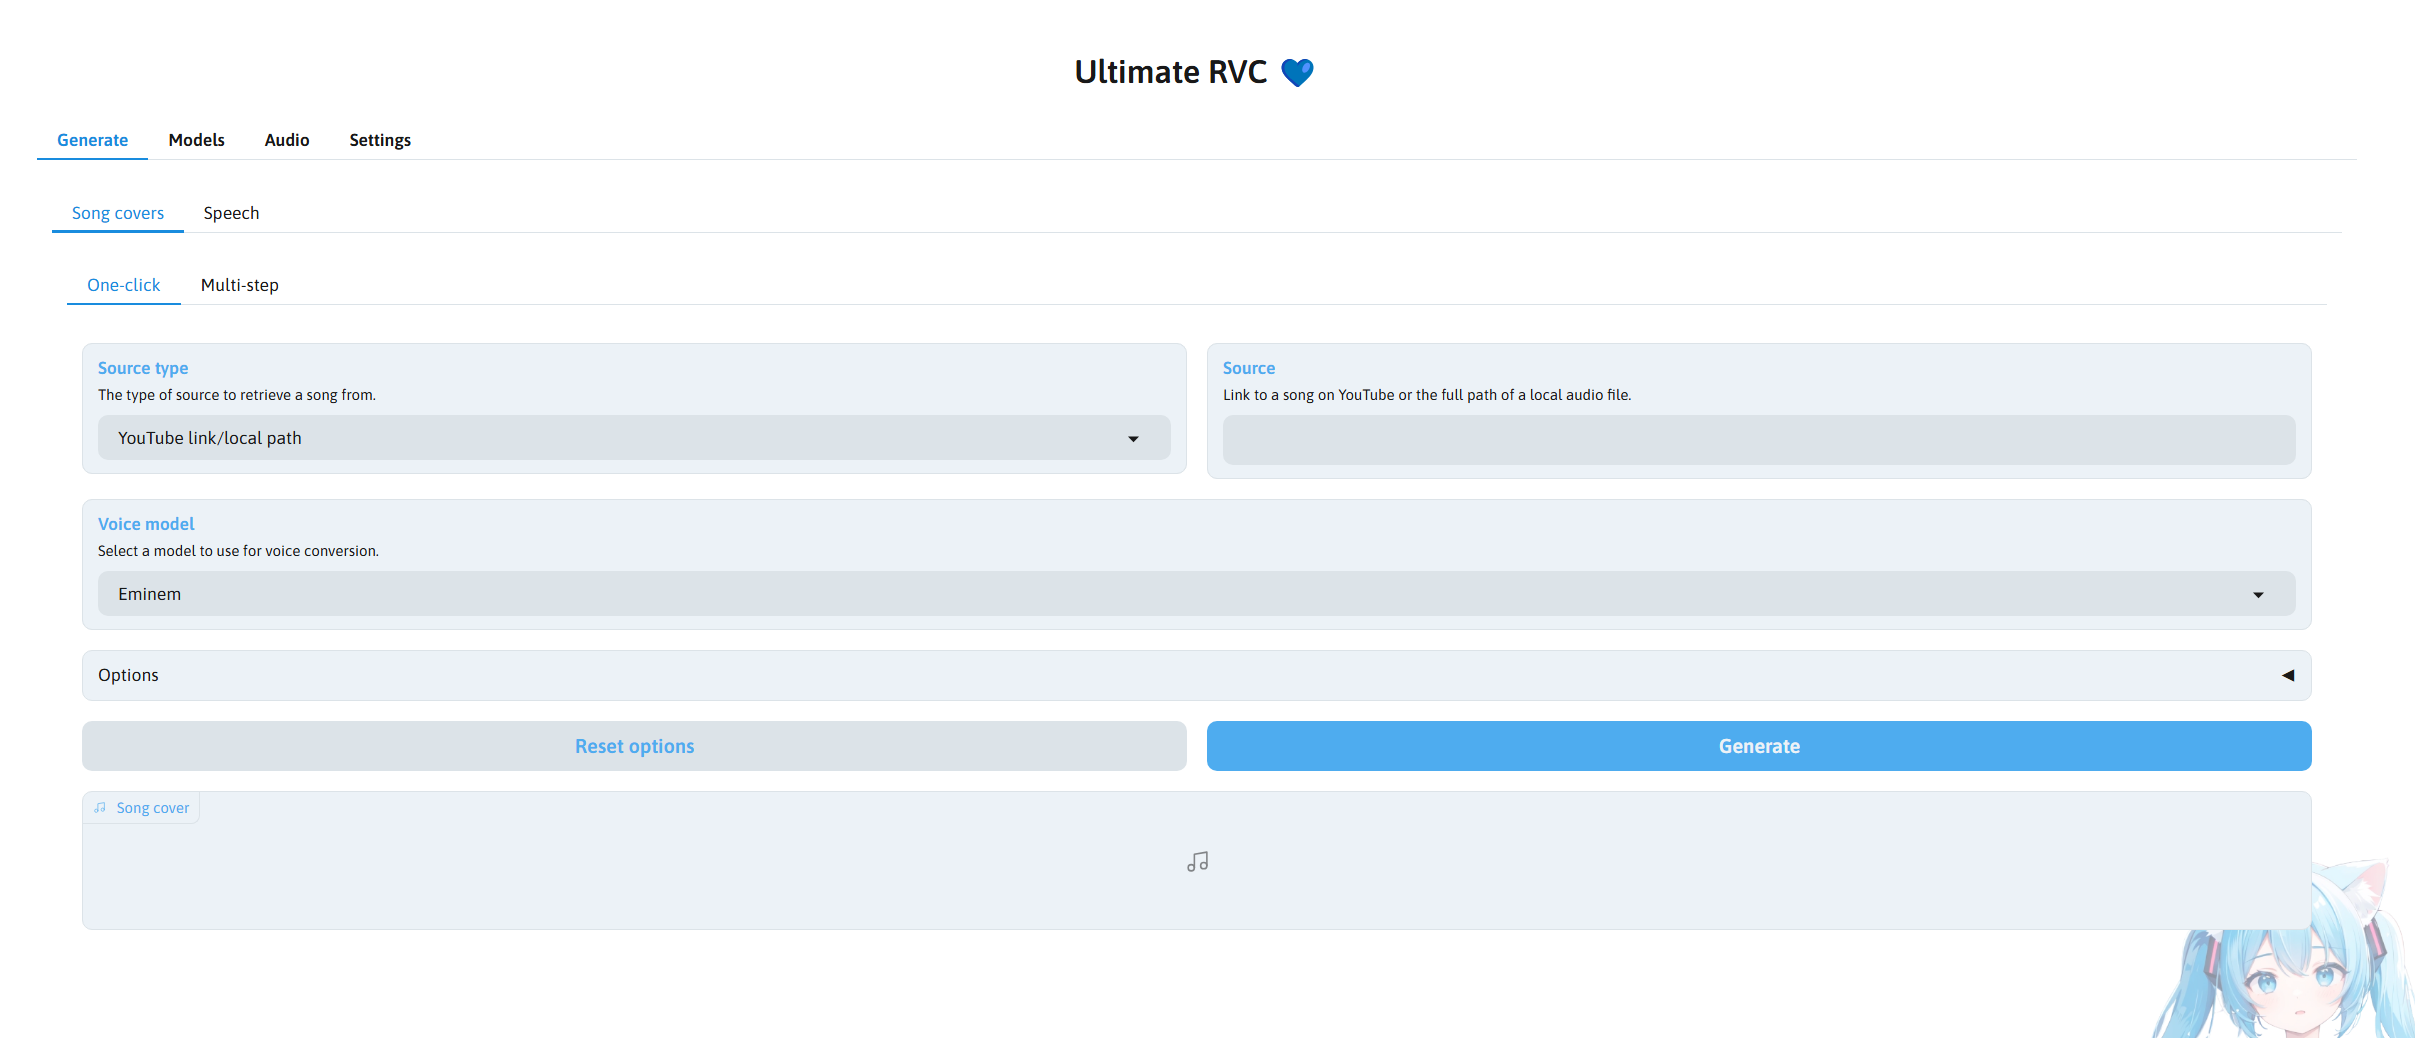 Ultimate RVC 💙
Generate Models Audio Settings
Song covers Speech
One-click Multi-step
Source type
The type of source to retrieve a song from.
YouTube link/local path
Source
Link to a song on YouTube or the full path of a local audio file.
Voice model
Select a model to use for voice conversion.
Eminem
Options
Reset options
Generate
Song cover